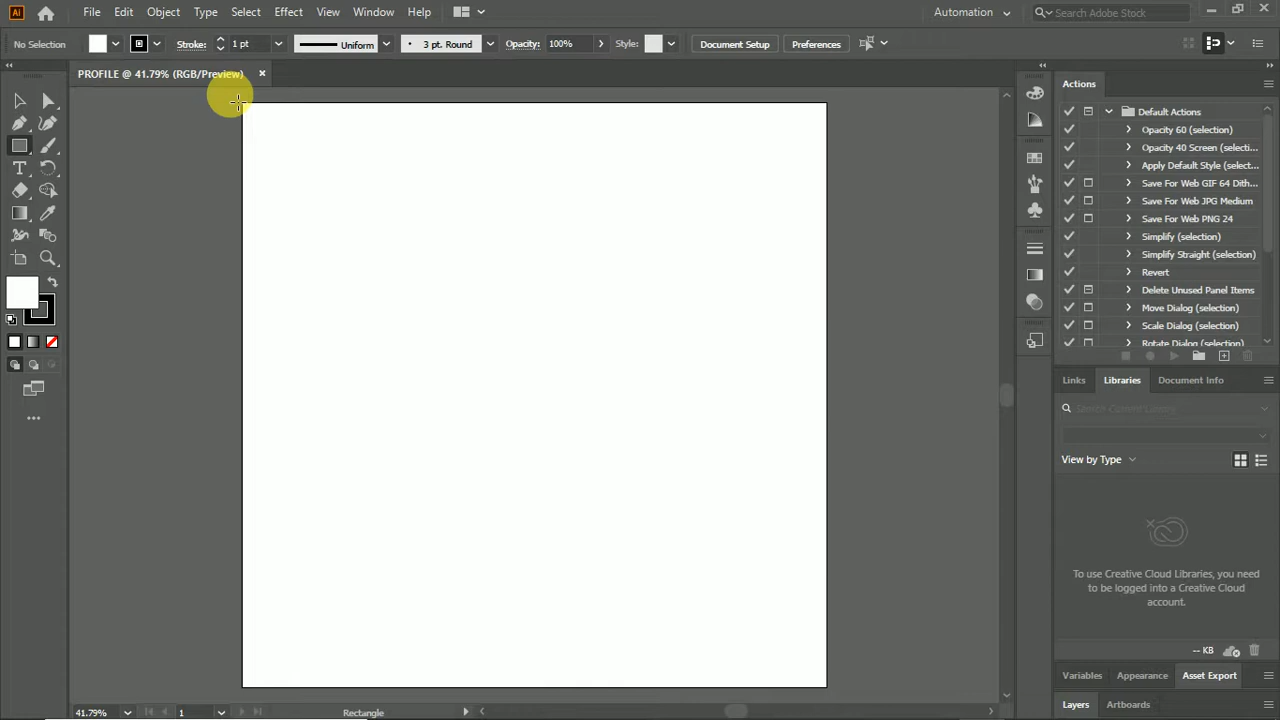 Ai File Edit Object Type Select Effect View Window Help Automation Search Adobe Stock
No Selection Stroke: 1 pt Uniform 3 pt. Round Opacity: 100% Style: Document Setup Preferences
PROFILE @ 41.79% (RGB/Preview)
Actions
Default Actions
Opacity 60 (selection)
Opacity 40 Screen (selecti...
Apply Default Style (select...
Save For Web GIF 64 Dith...
Save For Web JPG Medium
Save For Web PNG 24
Simplify (selection)
Simplify Straight (selection)
Revert
Delete Unused Panel Items
Move Dialog (selection)
Scale Dialog (selection)
Rotate Dialog (selection)
Links Libraries Document Info
View by Type
To use Creative Cloud Libraries, you need
to be logged into a Creative Cloud
account.
-- KB
Variables Appearance Asset Export
Layers Artboards
41.79% 1 Rectangle